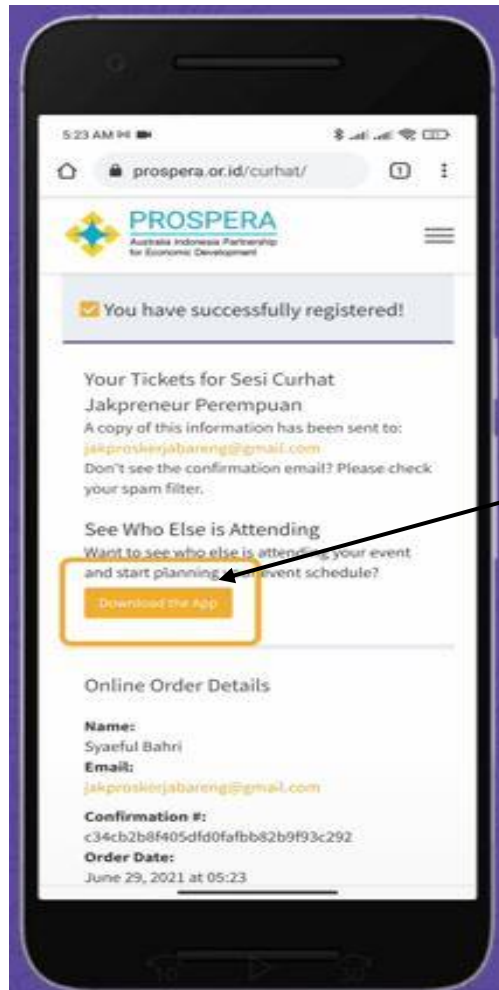 5:23 AM
prospera.or.id/curhat/
1
PROSPERA
Australia Indonesia Partnership
for Economic Development
You have successfully registered!
Your Tickets for Sesi Curhat
Jakpreneur Perempuan
A copy of this information has been sent to:
jakproskerjabareng@gmail.com
Don't see the confirmation email? Please check
your spam filter.
See Who Else is Attending
Want to see who else is attending your event
and start planning event schedule?
Download the App
Online Order Details
Name:
Syaeful Bahri
Email:
jakproskerjabareng@gmail.com
Confirmation #:
c34cb2b8f405dfd0fafbb82b9f93c292
Order Date:
June 29, 2021 at 05:23
10 30